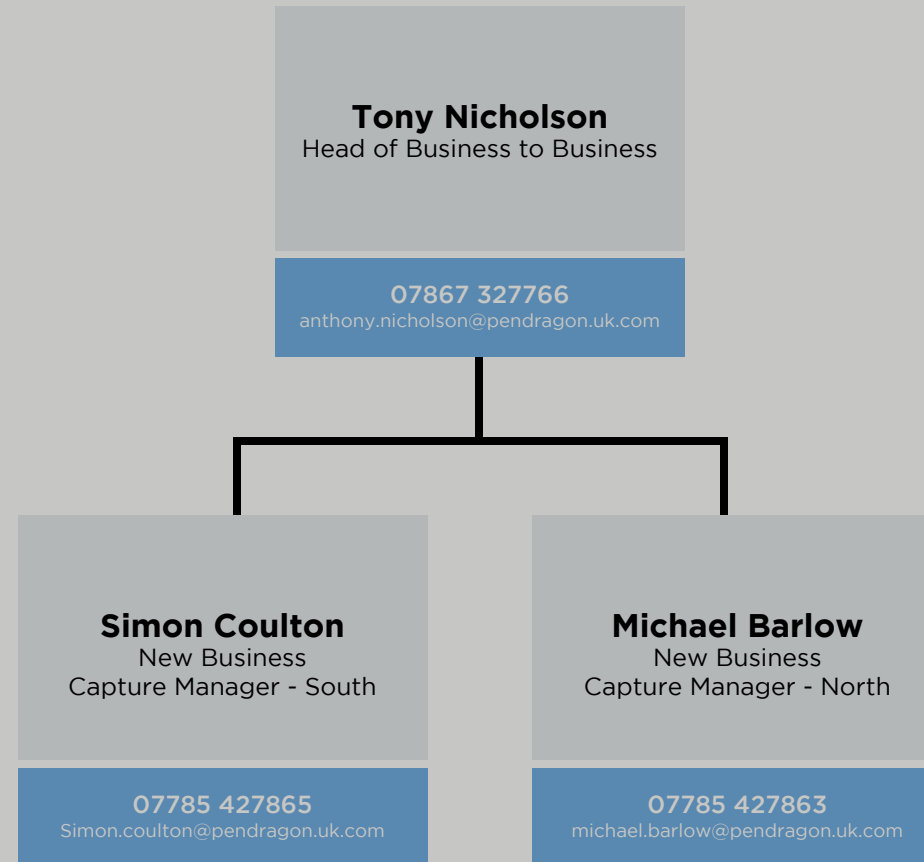 Tony Nicholson
Head of Business to Business
07867 327766
anthony.nicholson@pendragon.uk.com
Simon Coulton
New Business
Capture Manager - South
07785 427865
Simon.coulton@pendragon.uk.com
Michael Barlow
New Business
Capture Manager - North
07785 427863
michael.barlow@pendragon.uk.com